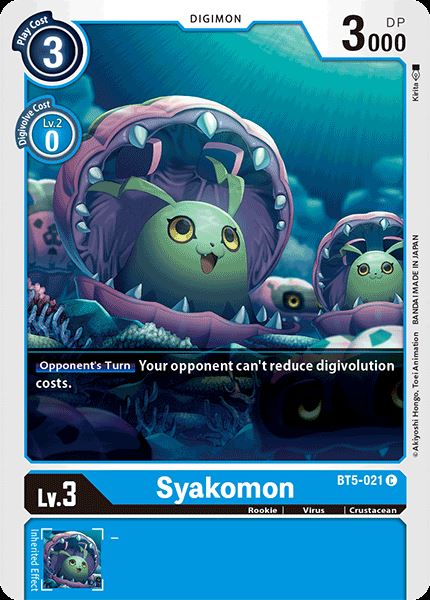 Play Cost
3
DIGIMON
DP
3000
Digivolve Cost
Lv.2
0
Kirita
©Akiyoshi Hongo, Toei Animation BANDAI MADE IN JAPAN
Opponent's Turn Your opponent can't reduce digivolution
costs.
Lv.3
Syakomon
BT5-021 C
Rookie Virus Crustacean
Inherited Effect
–